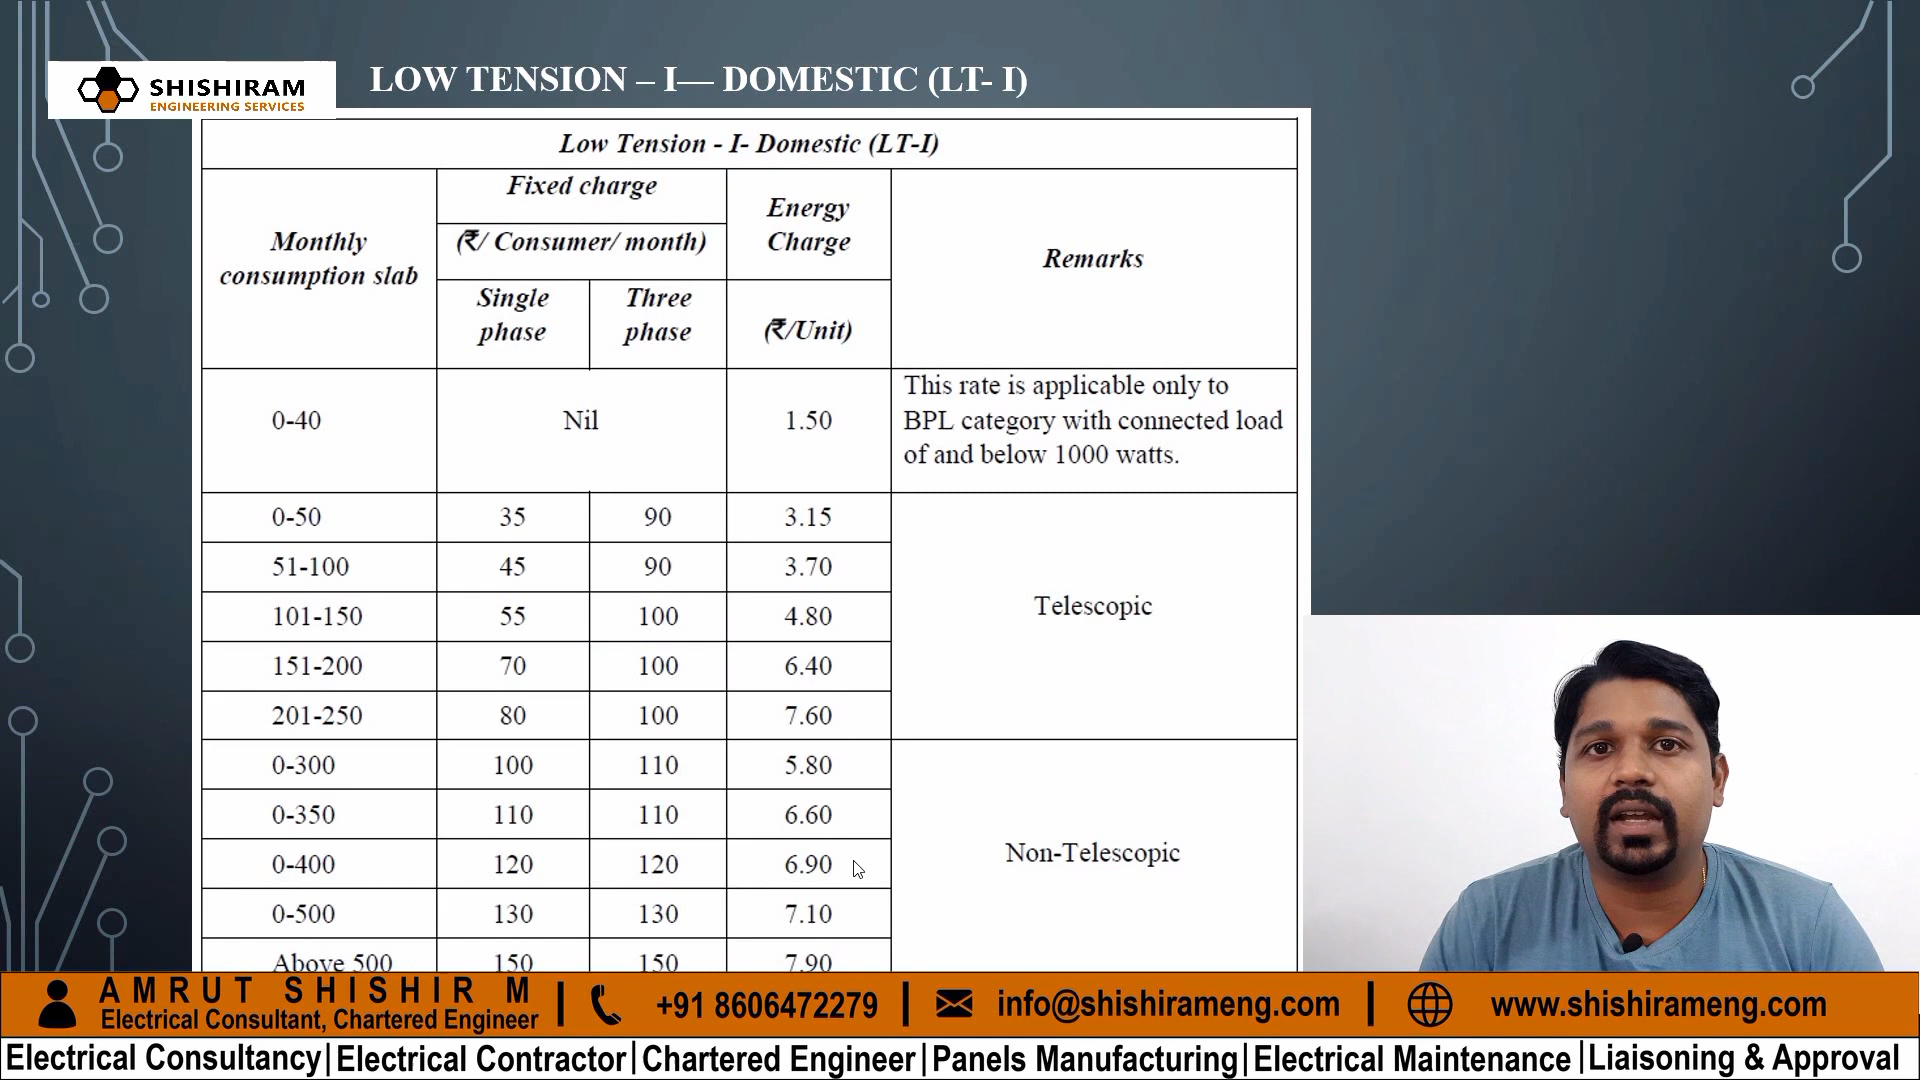 SHISHIRAM
ENGINEERING SERVICES
LOW TENSION – I— DOMESTIC (LT- I)
Low Tension - I- Domestic (LT-I)
Monthly consumption slab
Fixed charge
(₹/ Consumer/ month)
Single phase
Three phase
Energy Charge
(₹/Unit)
Remarks
0-40 Nil 1.50
This rate is applicable only to
BPL category with connected load
of and below 1000 watts.
0-50 35 90 3.15
51-100 45 90 3.70
101-150 55 100 4.80
151-200 70 100 6.40
201-250 80 100 7.60
Telescopic
0-300 100 110 5.80
0-350 110 110 6.60
0-400 120 120 6.90
0-500 130 130 7.10
Above 500 150 150 7.90
Non-Telescopic
AMRUT SHISHIR M
Electrical Consultant, Chartered Engineer
+91 8606472279
info@shishirameng.com
www.shishirameng.com
Electrical Consultancy|Electrical Contractor|Chartered Engineer|Panels Manufacturing|Electrical Maintenance|Liaisoning & Approval